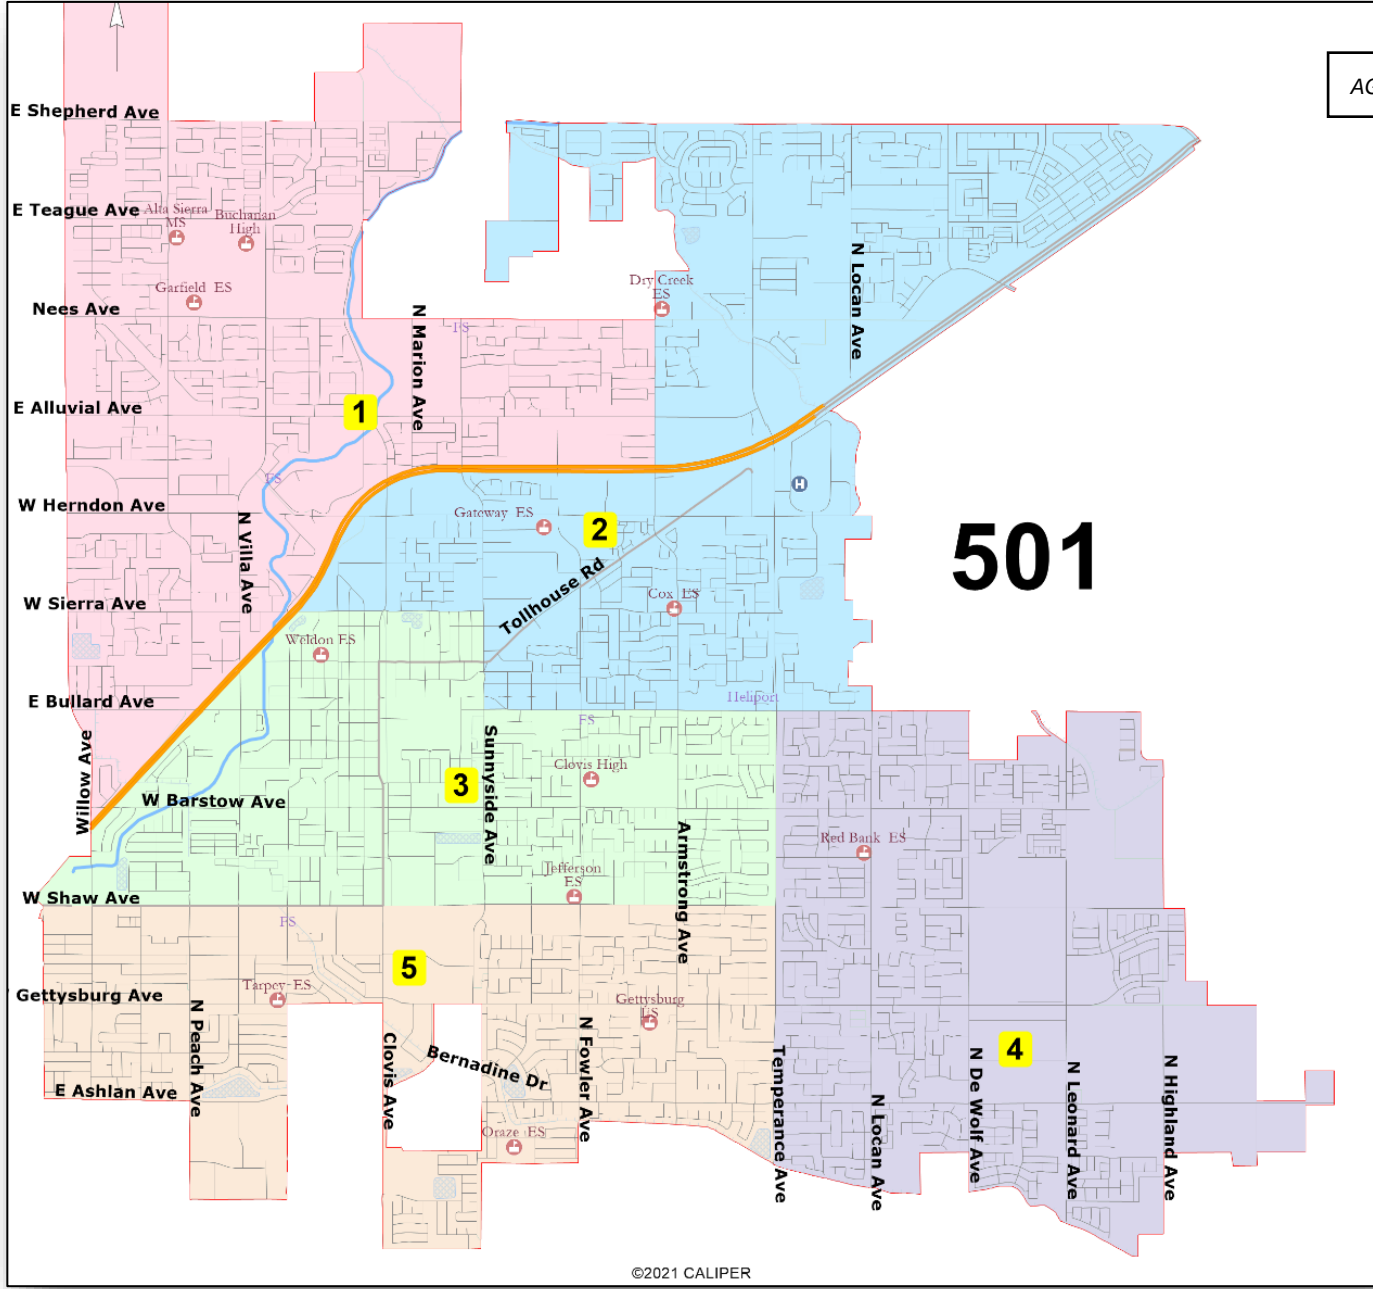 E Shepherd Ave
AG
E Teague Ave
Alta Sierra
MS
Buchanan
High
N Locan Ave
Garfield ES
Dry Creek
ES
Nees Ave
N Marion Ave
FS
E Alluvial Ave
1
FS
H
W Herndon Ave
N Villa Ave
Gateway ES
2
501
Tollhouse Rd
W Sierra Ave
Cox ES
Weldon ES
E Bullard Ave
Heliport
FS
Willow Ave
Sunnyside Ave
Clovis High
3
W Barstow Ave
Armstrong Ave
Red Bank ES
Jefferson
ES
W Shaw Ave
FS
5
Gettysburg Ave
Tarpey ES
Gettysburg
ES
N Peach Ave
Clovis Ave
Bernadine Dr
N Fowler Ave
4
Temperance Ave
N De Wolf Ave
N Leonard Ave
N Highland Ave
E Ashlan Ave
N Locan Ave
Oraze ES
©2021 CALIPER